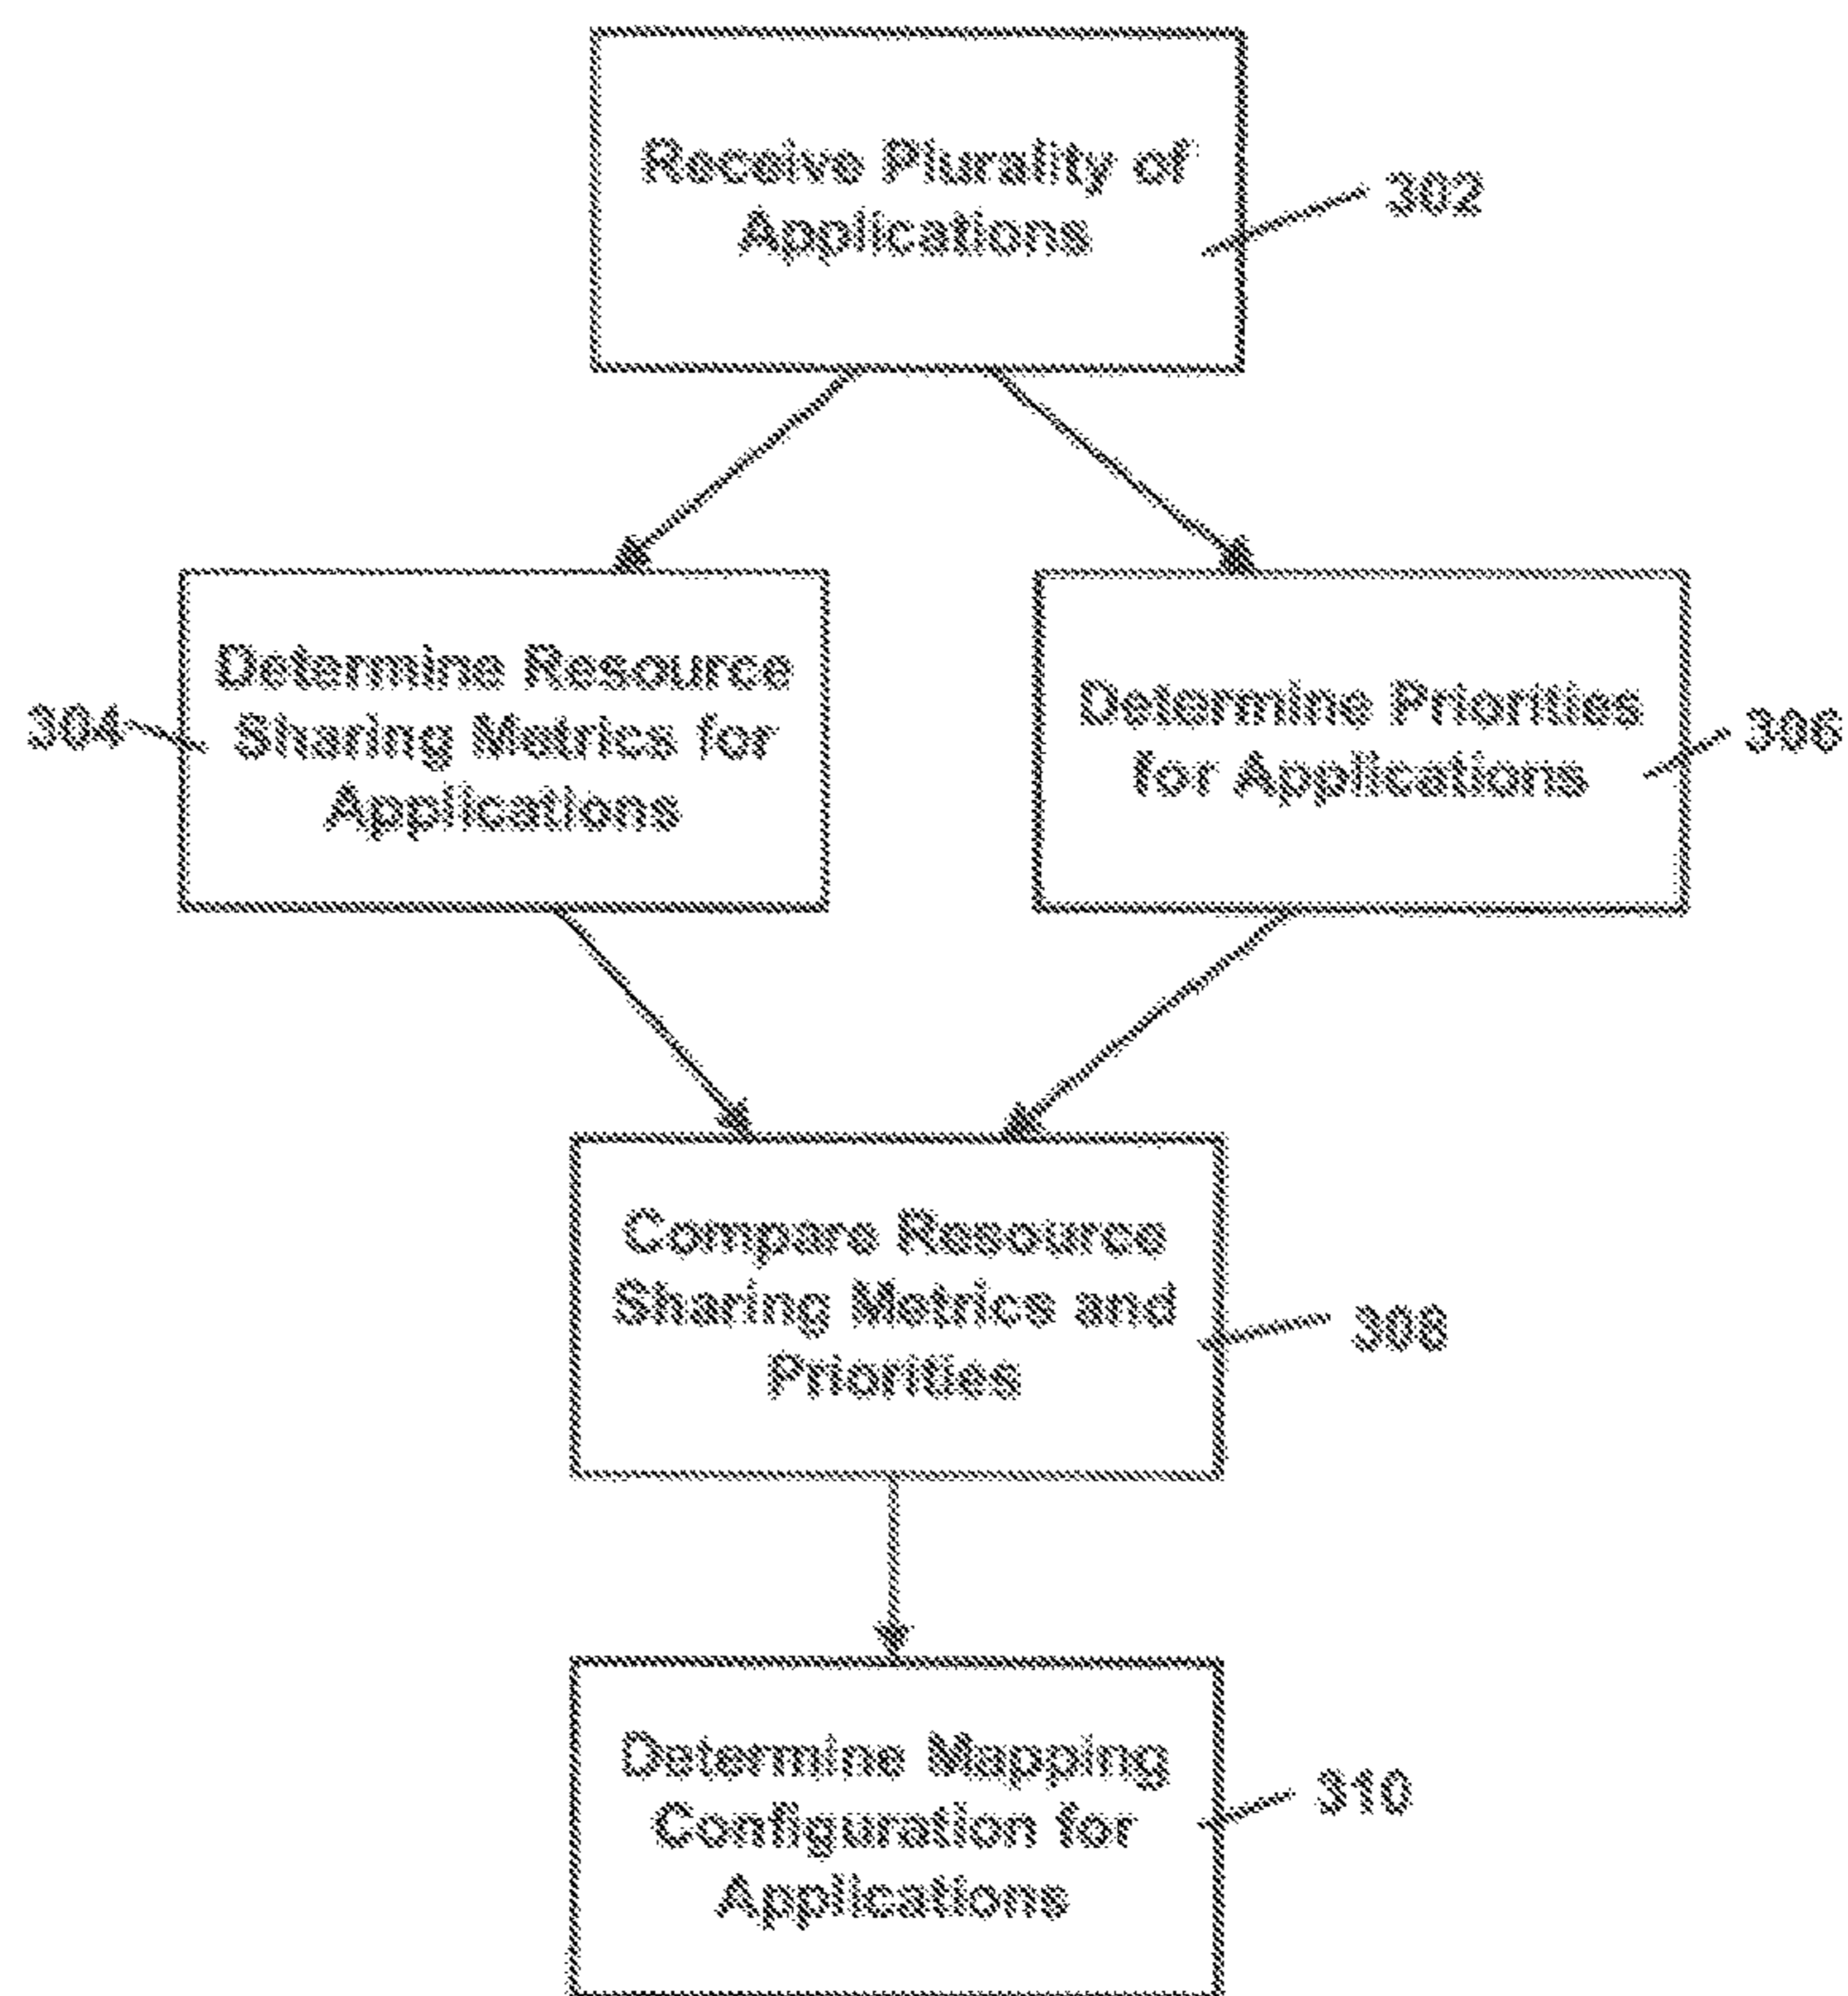 Receive Plurality of
Applications
302
Determine Resource
Sharing Metrics for
Applications
304
Determine Priorities
for Applications
306
Compare Resource
Sharing Metrics and
Priorities
308
Determine Mapping
Configuration for
Applications
310